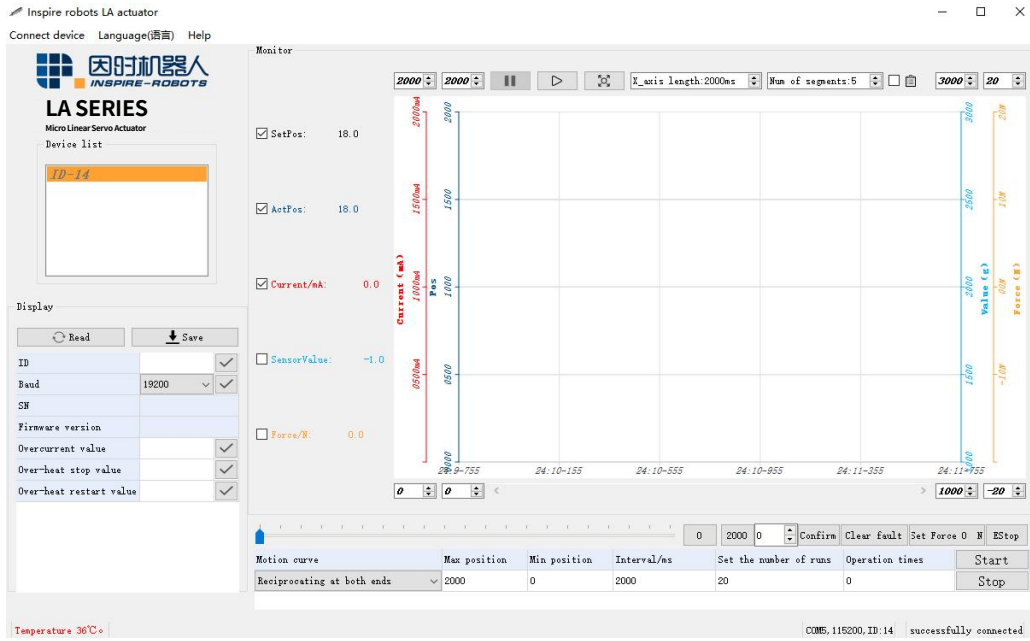 Inspire robots LA actuator
Connect device Language(语言) Help
因时机器人
INSPIRE-ROBOTS
LA SERIES
Micro Linear Servo Actuator
Device list
ID-14
Display
Read Save
ID
Baud 19200
SN
Firmware version
Overcurrent value
Over-heat stop value
Over-heat restart value
Monitor
2000 2000 X_axis length:2000ms Num of segments:5 3000 20
SetPos: 18.0
ActPos: 18.0
Current/mA: 0.0
SensorValue: -1.0
Force/N: 0.0
Current (mA)
2000mA
1500mA
1000mA
0500mA
Pos
2000
1500
1000
0500
Value (g)
3000
2500
2000
1500
Force (N)
20N
10N
00N
-10N
24:10-155 24:10-555 24:10-955 24:11-355
0 0 < > 1000 -20
0 2000 0 Confirm Clear fault Set Force 0 N EStop
Motion curve Max position Min position Interval/ms Set the number of runs Operation times Start
Reciprocating at both ends 2000 0 2000 20 0 Stop
Temperature 36℃。 COM5,115200,ID:14 successfully connected